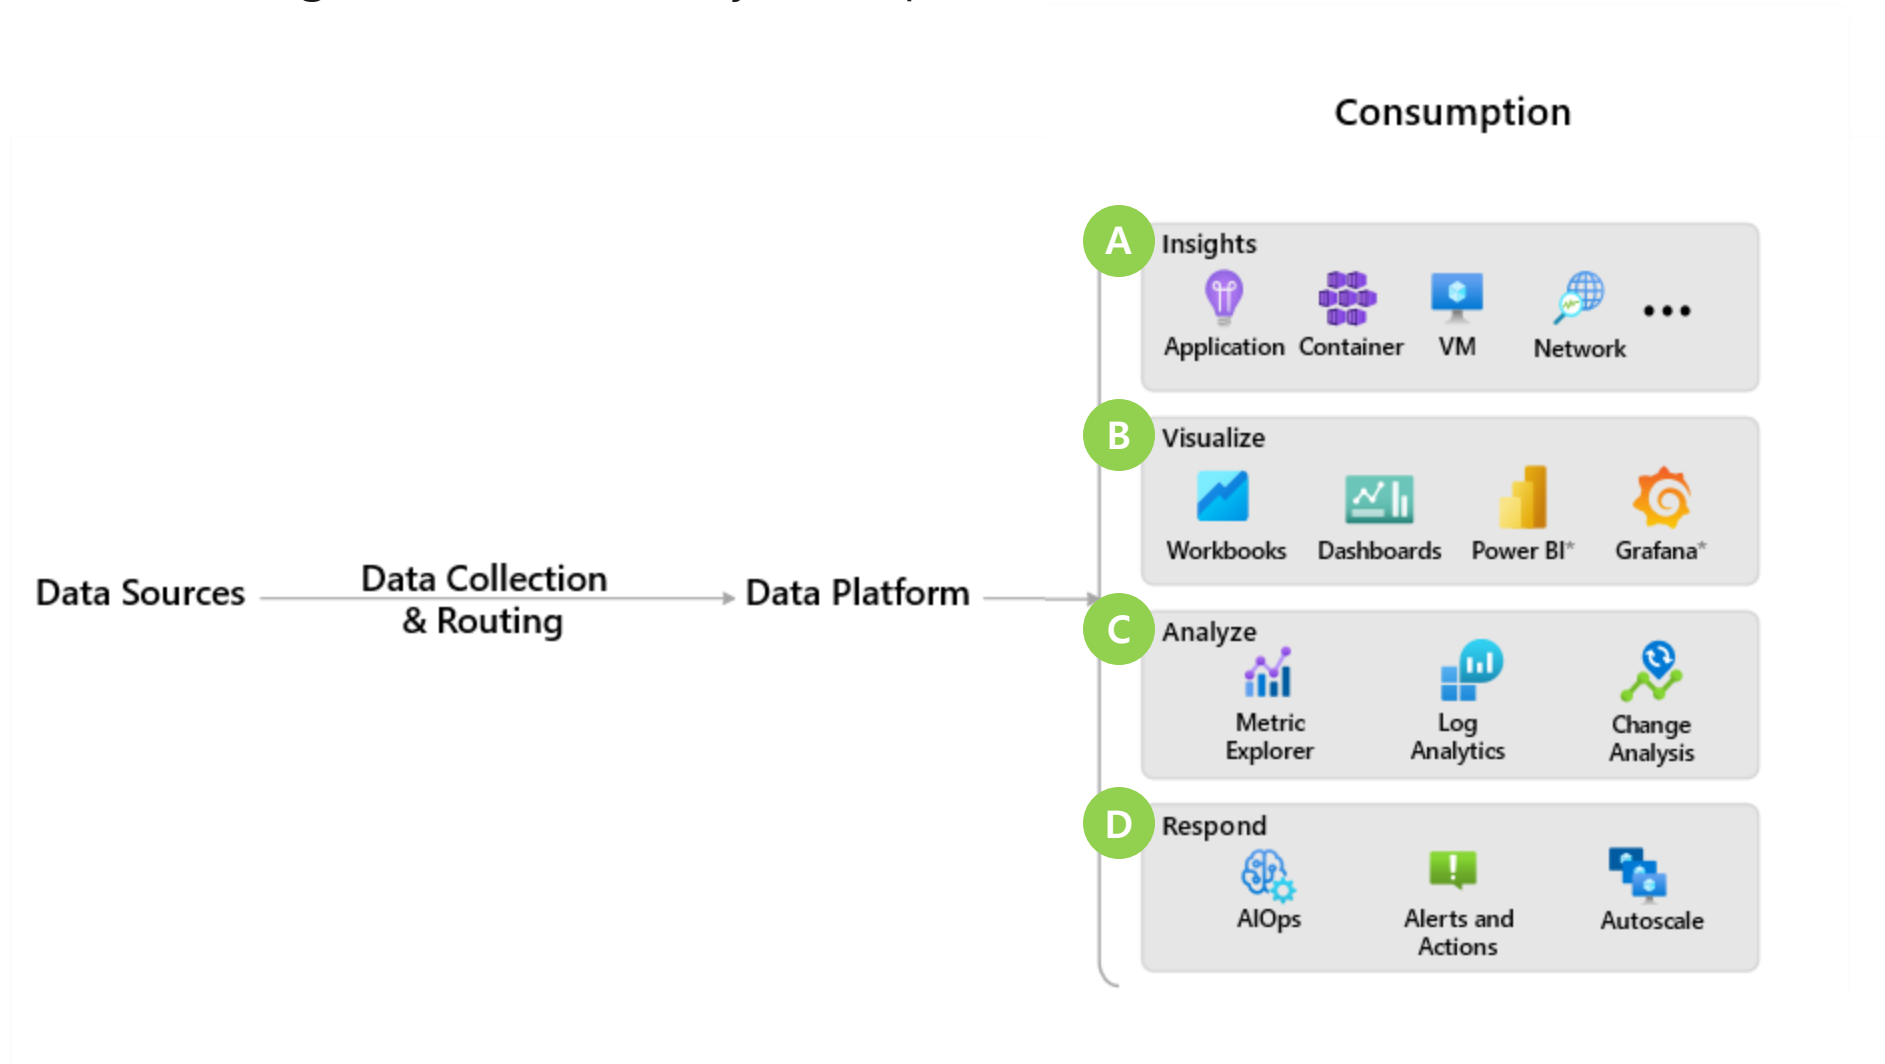 Consumption
A
Insights
Application Container VM Network
B
Visualize
Workbooks Dashboards Power BI* Grafana*
Data Sources
Data Collection
& Routing
Data Platform
C
Analyze
Metric
Explorer
Log
Analytics
Change
Analysis
D
Respond
AIOps
Alerts and
Actions
Autoscale